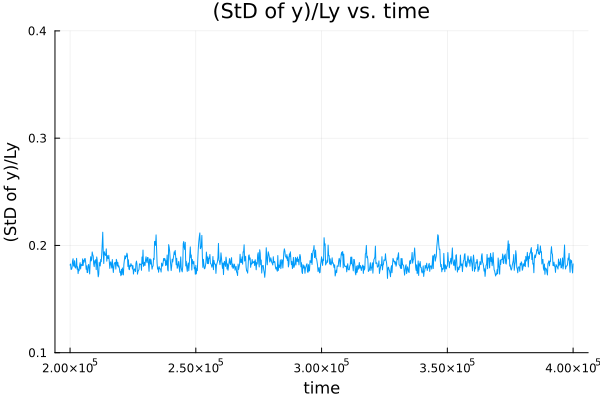 (StD of y)/Ly vs. time
(StD of y)/Ly
0.4
0.3
0.2
0.1
2.00×10⁵ 2.50×10⁵ 3.00×10⁵ 3.50×10⁵ 4.00×10⁵
time